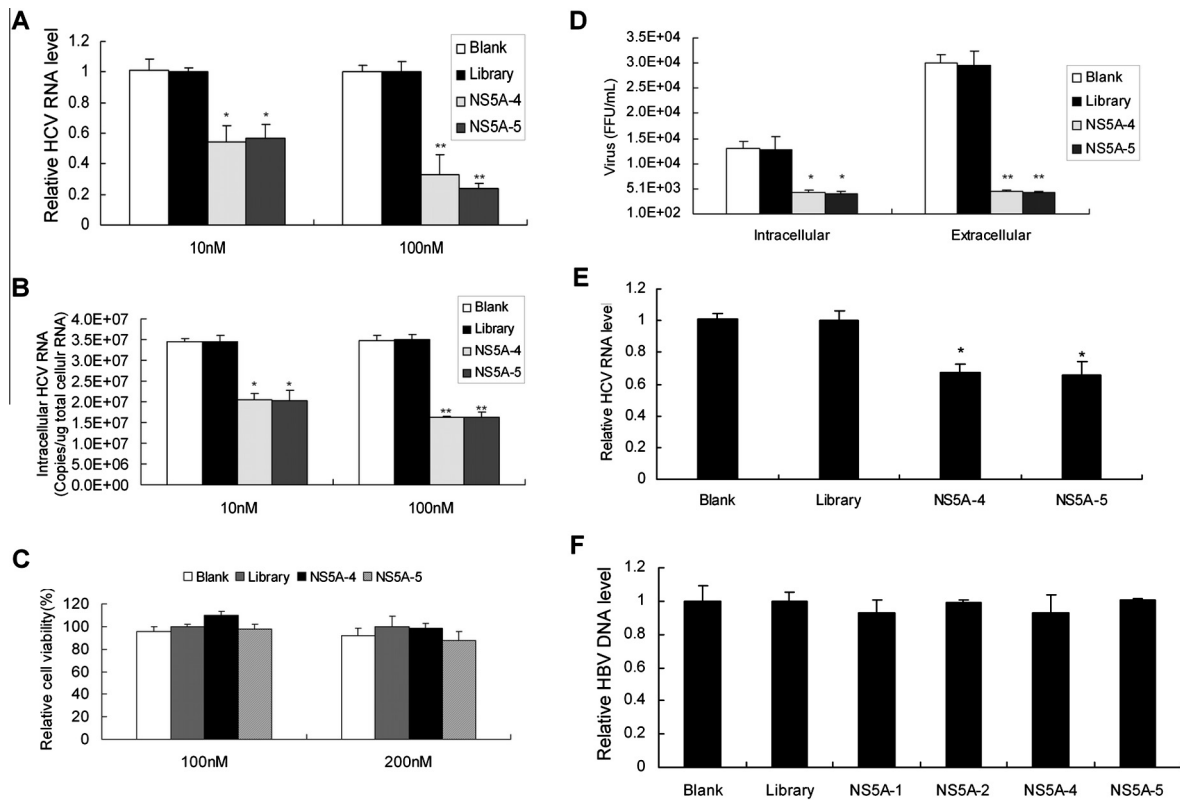 A
Relative HCV RNA level
1.2
1
0.8
0.6
0.4
0.2
0
* *
** **
10nM 100nM
Blank
Library
NS5A-4
NS5A-5
B
Intracellular HCV RNA
(Copies/ug total cellulr RNA)
4.0E+07
3.5E+07
3.0E+07
2.5E+07
2.0E+07
1.5E+07
1.0E+07
5.0E+06
0.0E+00
* *
** **
10nM 100nM
Blank
Library
NS5A-4
NS5A-5
C
Blank Library NS5A-4 NS5A-5
Relative cell viability(%)
120
100
80
60
40
20
0
100nM 200nM
D
Virus (FFU/mL)
3.5E+04
3.0E+04
2.5E+04
2.0E+04
1.5E+04
1.0E+04
5.1E+03
1.0E+02
* *
** **
Intracellular Extracellular
Blank
Library
NS5A-4
NS5A-5
E
Relative HCV RNA level
1.2
1
0.8
0.6
0.4
0.2
0
* *
Blank Library NS5A-4 NS5A-5
F
Relative HBV DNA level
1.2
1
0.8
0.6
0.4
0.2
0
Blank Library NS5A-1 NS5A-2 NS5A-4 NS5A-5